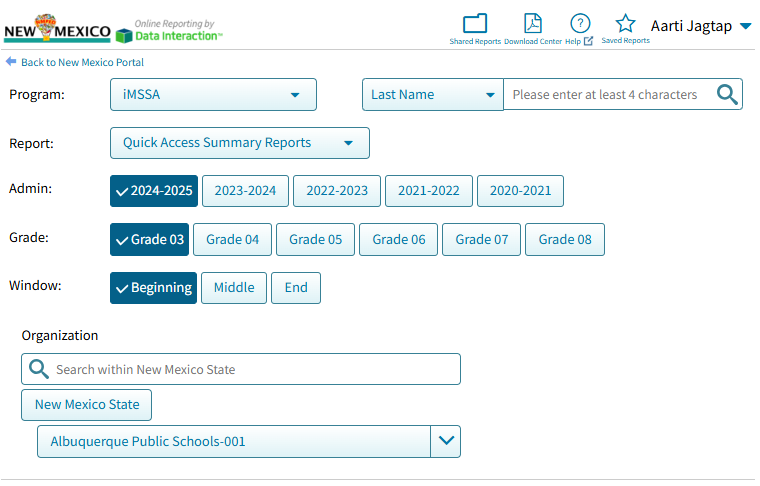 NEW MEXICO
Online Reporting by
Data Interaction™
Shared Reports Download Center Help Saved Reports Aarti Jagtap
Back to New Mexico Portal
Program: iMSSA Last Name Please enter at least 4 characters
Report: Quick Access Summary Reports
Admin: 2024-2025 2023-2024 2022-2023 2021-2022 2020-2021
Grade: Grade 03 Grade 04 Grade 05 Grade 06 Grade 07 Grade 08
Window: Beginning Middle End
Organization
Search within New Mexico State
New Mexico State
Albuquerque Public Schools-001